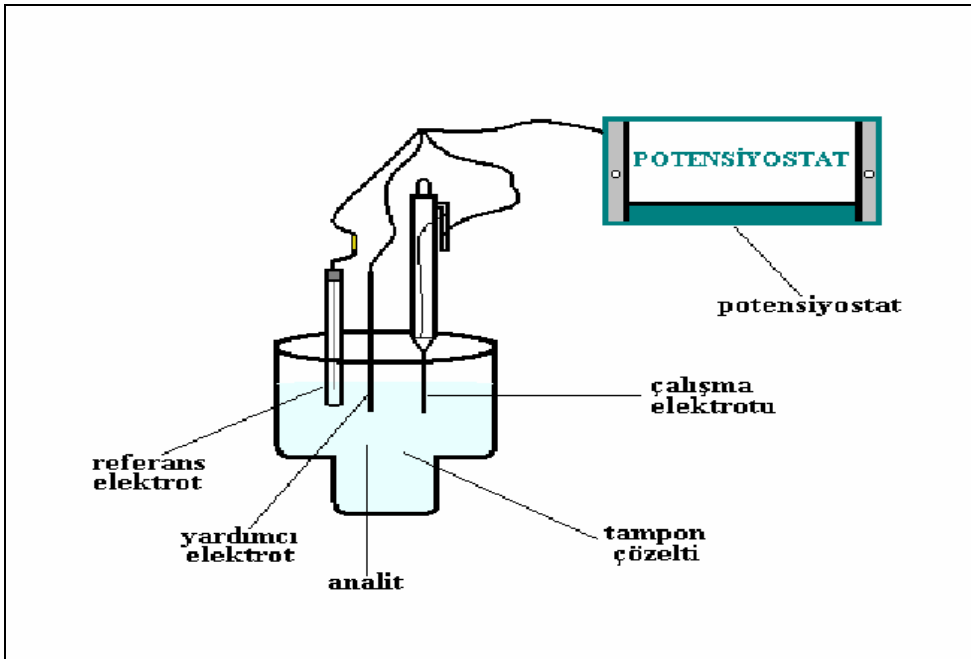 POTENSİYOSTAT
potensiyostat
çalışma
elektrotu
referans
elektrot
yardımcı
elektrot
analit
tampon
çözelti